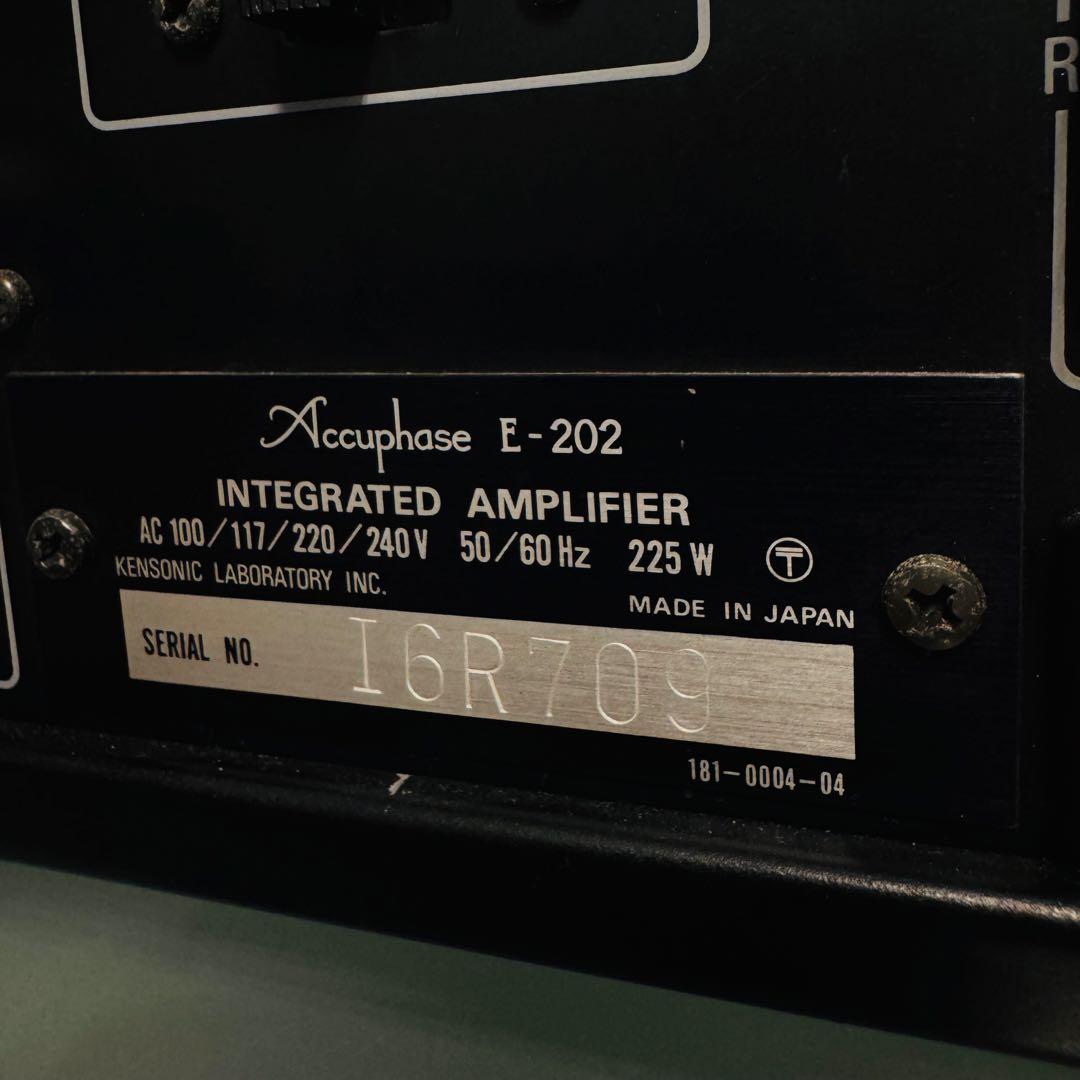 R
Accuphase E-202
INTEGRATED AMPLIFIER
AC 100/117/220/240V 50/60Hz 225W Ⓣ
KENSONIC LABORATORY INC.
MADE IN JAPAN
SERIAL NO. I6R709
181-0004-04